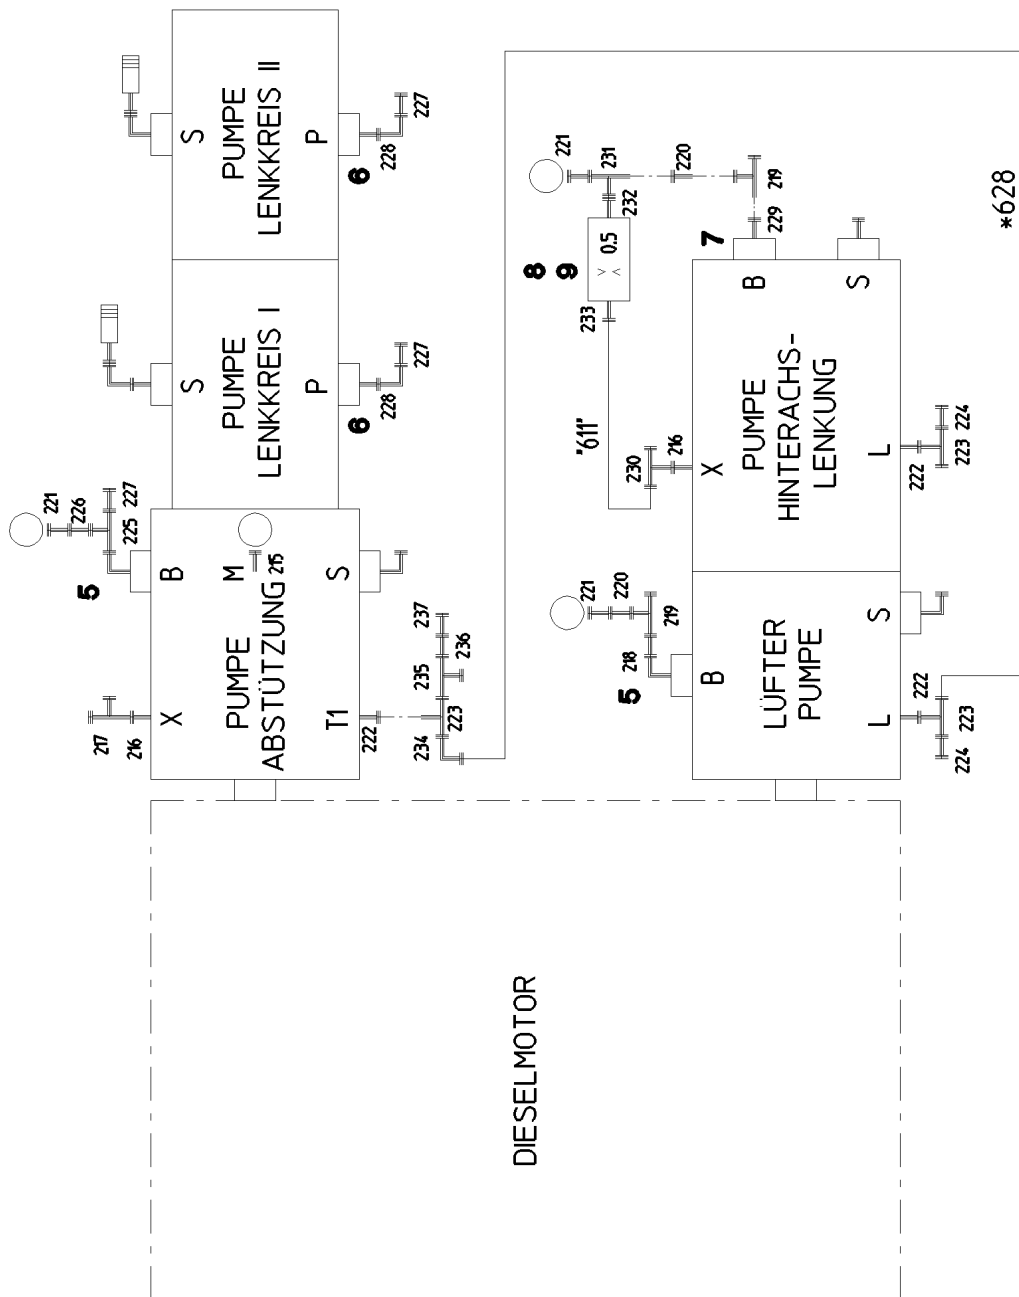 S
PUMPE
LENKKREIS II
P
6
228
227
S
PUMPE
LENKKREIS I
P
6
228
227
221
226
225
227
5
B
M
215
S
X
PUMPE
ABSTÜTZUNG
T1
217
216
222
234
223
235
236
237
221
231
220
219
232
229
7
8
9
> 0.5
<
233
"611"
230
216
X
B
S
PUMPE
HINTERACHS-
LENKUNG
L
222
223
224
221
220
219
218
5
B
S
LÜFTER
PUMPE
L
222
223
224
*628
DIESELMOTOR